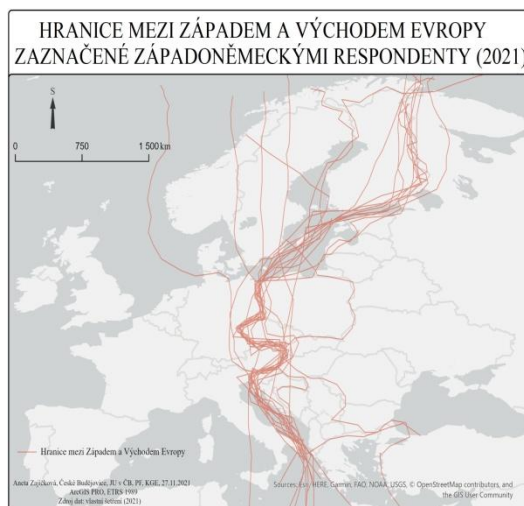 HRANICE MEZI ZÁPADEM A VÝCHODEM EVROPY
ZAZNAČENÉ ZÁPADONĚMECKÝMI RESPONDENTY (2021)
S
0 750 1 500 km
Hranice mezi Západem a Východem Evropy
Aneta Zajíčková, České Budějovice, JU v ČB, PF, KGE, 27.11.2021
ArcGIS PRO, ETRS 1989
Zdroj dat: vlastní šetření (2021)
Sources: Esri, HERE, Garmin, FAO, NOAA, USGS, © OpenStreetMap contributors, and
the GIS User Community